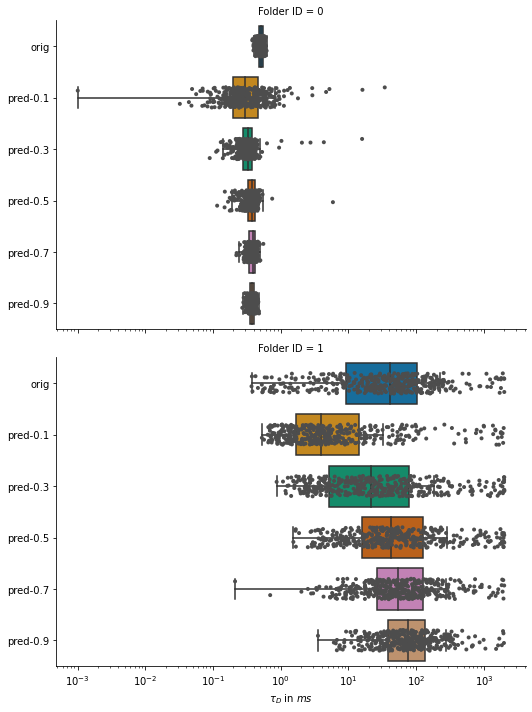 Folder ID = 0
orig
pred-0.1
pred-0.3
pred-0.5
pred-0.7
pred-0.9
Folder ID = 1
orig
pred-0.1
pred-0.3
pred-0.5
pred-0.7
pred-0.9
10⁻³ 10⁻² 10⁻¹ 10⁰ 10¹ 10² 10³
τ_D in ms